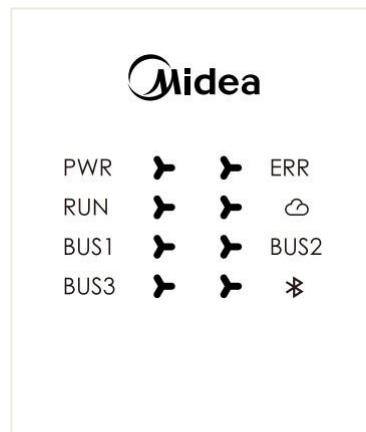 Midea
PWR ERR
RUN
BUS1 BUS2
BUS3